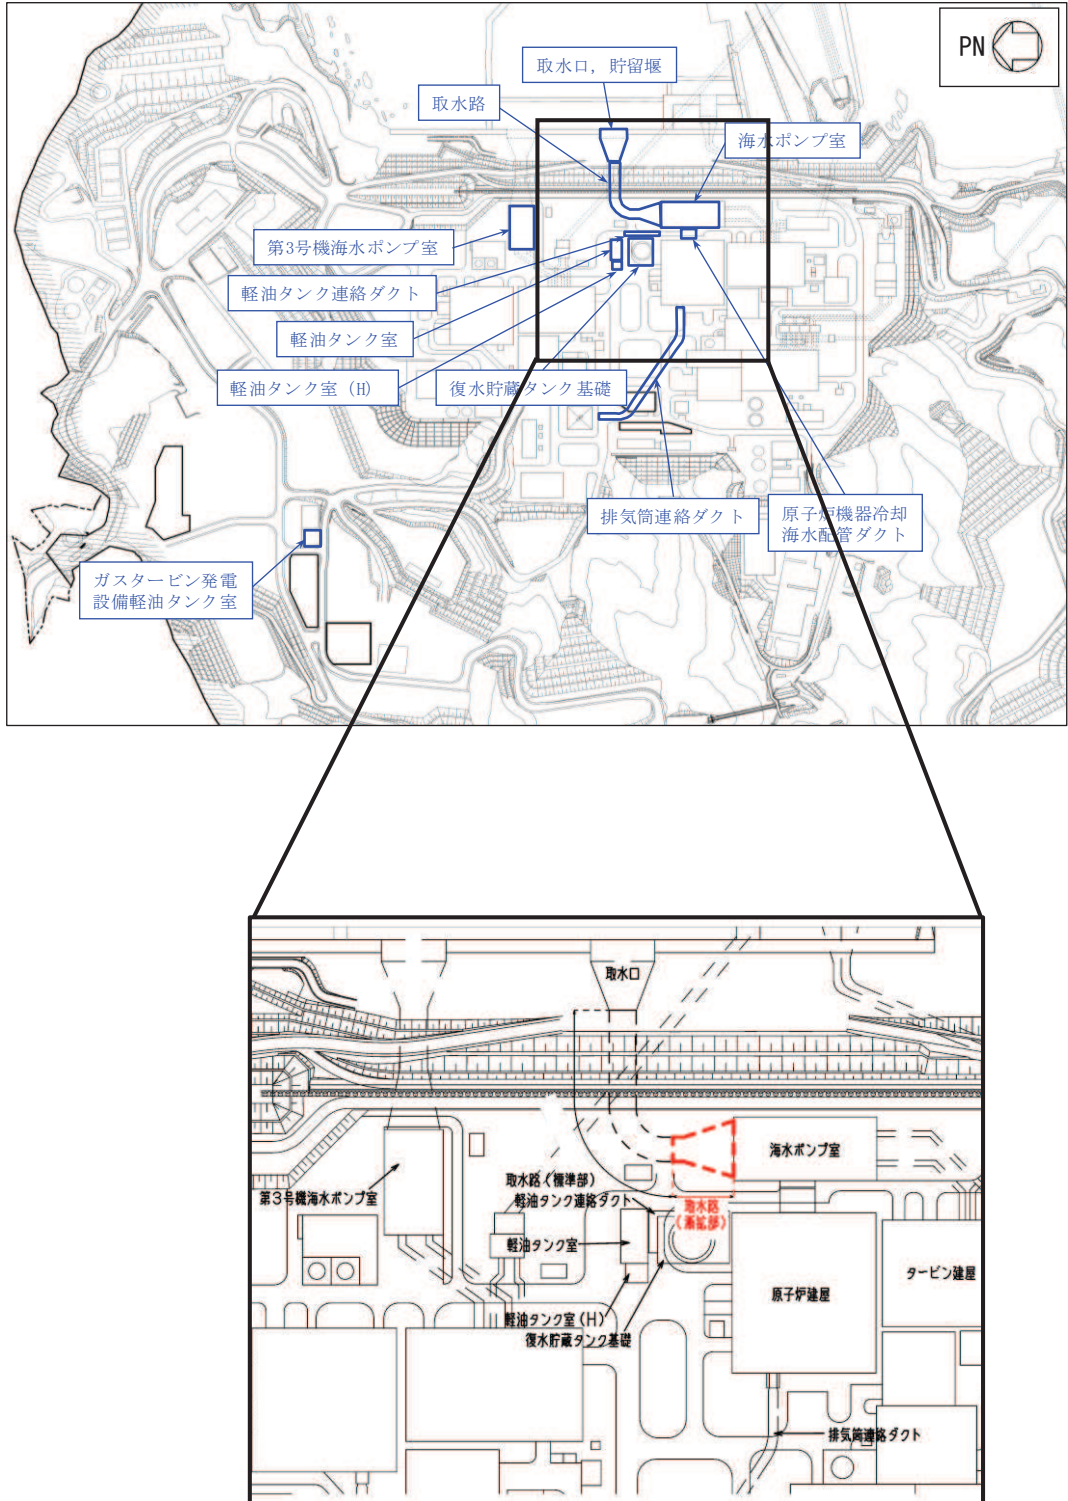 PN
取水口，貯留堰
取水路
海水ポンプ室
第3号機海水ポンプ室
軽油タンク連絡ダクト
軽油タンク室
軽油タンク室（H）
復水貯蔵タンク基礎
排気筒連絡ダクト
原子炉機器冷却
海水配管ダクト
ガスタービン発電
設備軽油タンク室
取水口
海水ポンプ室
取水路（標準部）
軽油タンク連絡ダクト
第３号機海水ポンプ室
取水路
（漸拡部）
軽油タンク室
タービン建屋
原子炉建屋
軽油タンク室（H）
復水貯蔵タンク基礎
排気筒連絡ダクト